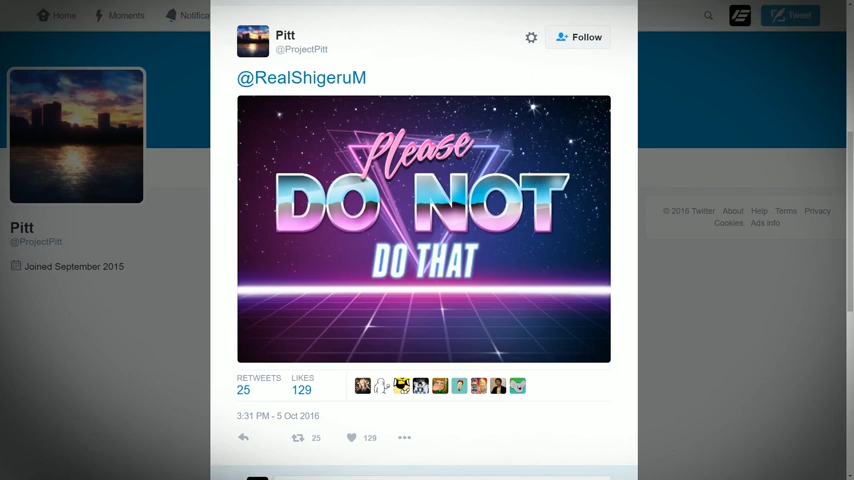 Home
Moments
Notifica
Tweet
Pitt
@ProjectPitt
Follow
@RealShigeruM
Please
DO NOT
DO THAT
Pitt
@ProjectPitt
Joined September 2015
© 2016 Twitter About Help Terms Privacy
Cookies Ads info
RETWEETS LIKES
25 129
3:31 PM - 5 Oct 2016
25 129